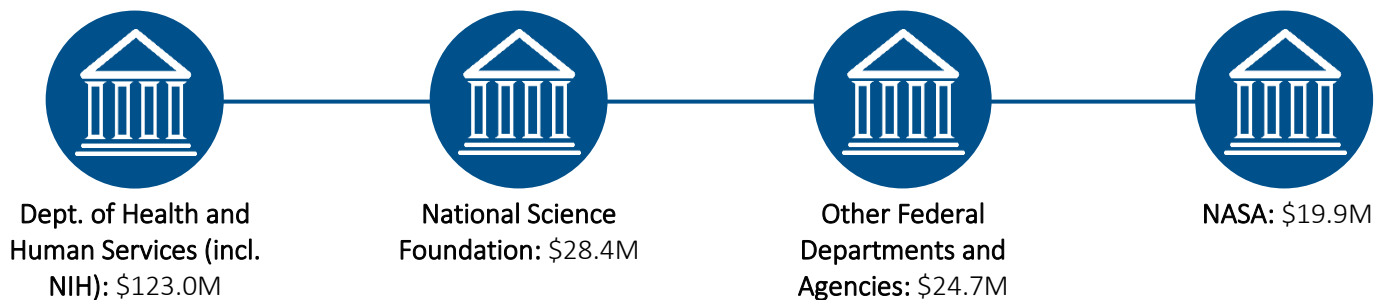 Dept. of Health and
Human Services (incl.
NIH): $123.0M
National Science
Foundation: $28.4M
Other Federal
Departments and
Agencies: $24.7M
NASA: $19.9M